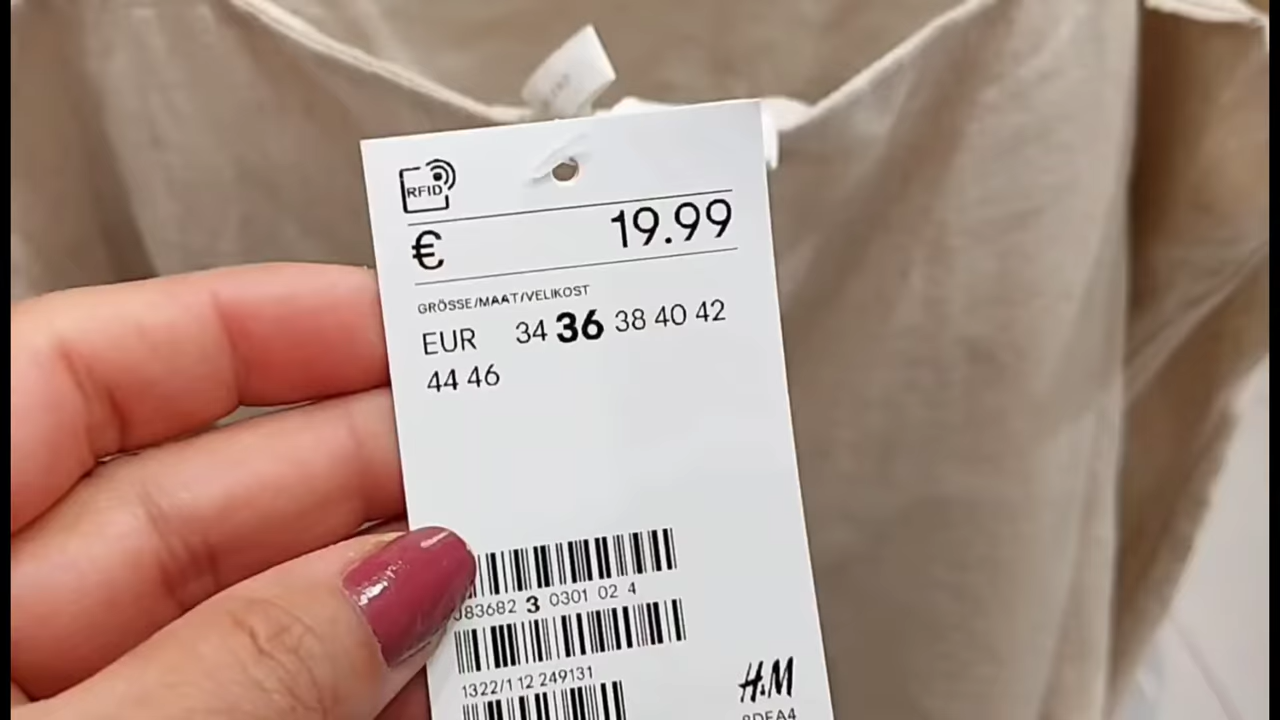 RFID
€ 19.99
GRÖSSE/MAAT/VELIKOST
EUR 34 36 38 40 42
44 46
83682 3 0301 02 4
1322/1 12 249131
H&M